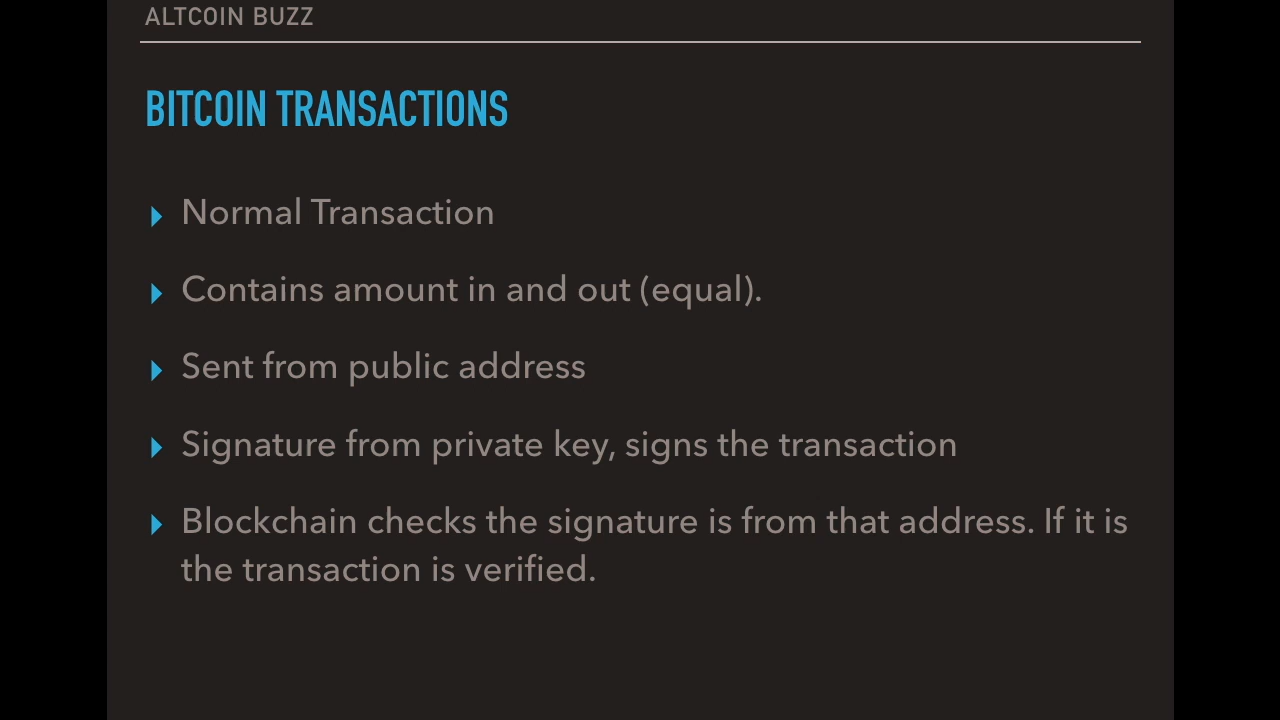 ALTCOIN BUZZ
BITCOIN TRANSACTIONS
Normal Transaction
Contains amount in and out (equal).
Sent from public address
Signature from private key, signs the transaction
Blockchain checks the signature is from that address. If it is
the transaction is verified.